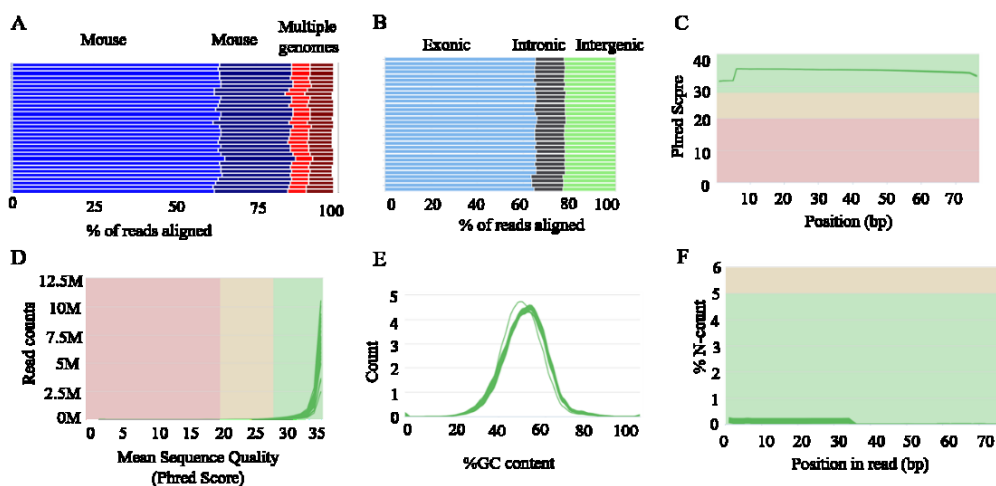 A
Mouse Mouse Multiple
genomes
0 25 50 75 100
% of reads aligned
B
Exonic Intronic Intergenic
0 20 40 60 80 100
% of reads aligned
C
40
30
20
10
0
Phred Scpre
10 20 30 40 50 60 70
Position (bp)
D
12.5M
10M
7.5M
5M
2.5M
0M
Read counts
0 5 10 15 20 25 30 35
Mean Sequence Quality
(Phred Score)
E
5
4
3
2
1
0
Count
0 20 40 60 80 100
%GC content
F
6
5
4
3
2
1
0
% N-count
0 10 20 30 40 50 60 70
Position in read (bp)